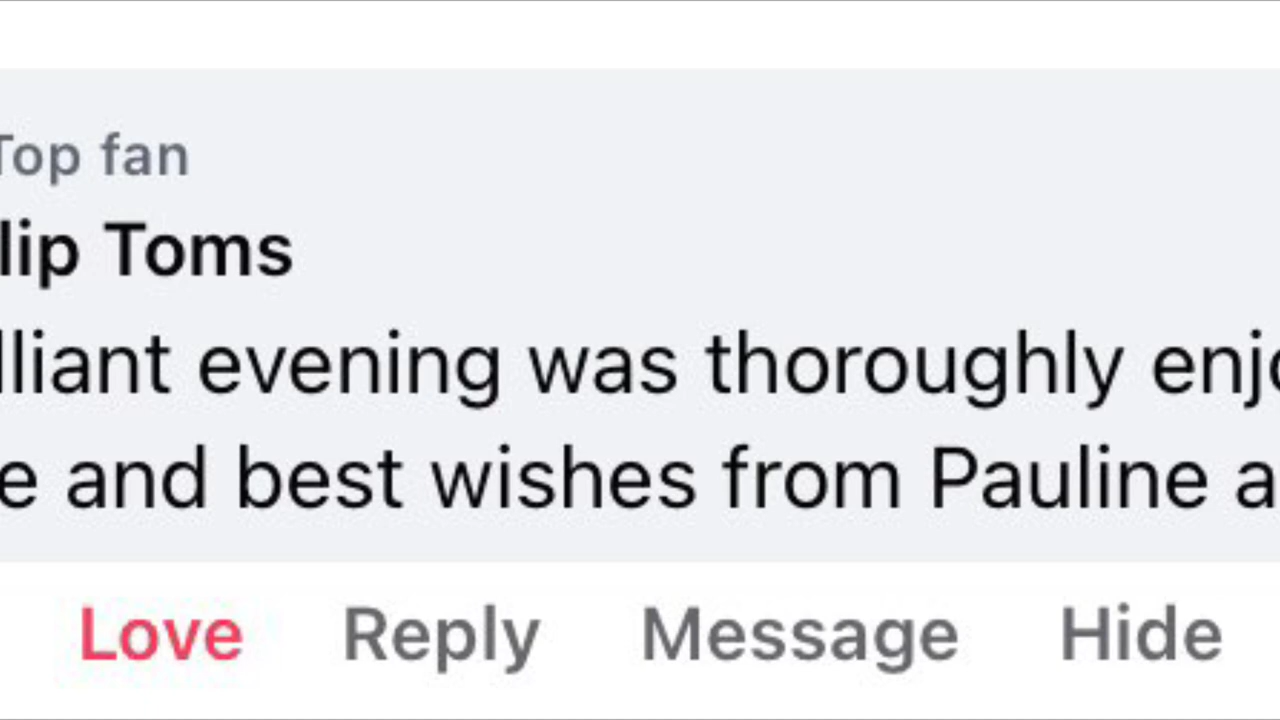 Top fan
lip Toms
lliant evening was thoroughly enjo
e and best wishes from Pauline a
Love Reply Message Hide